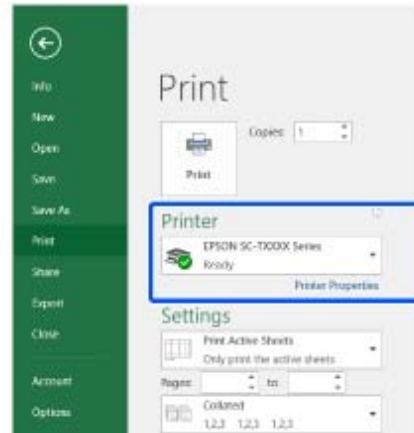 Info
New
Open
Save
Save As
Print
Share
Export
Close
Account
Options
Print
Copies: 1
Print
Printer
EPSON SC-TXXXX Series
Ready
Printer Properties
Settings
Print Active Sheets
Only print the active sheets
Pages: to
Collated
1,2,3 1,2,3 1,2,3